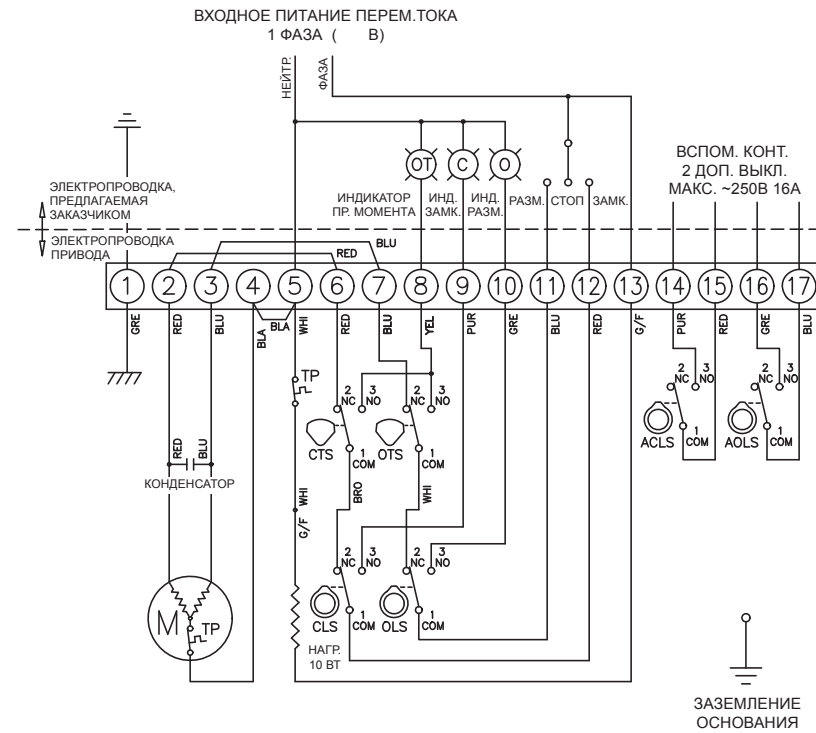 ВХОДНОЕ ПИТАНИЕ ПЕРЕМ.ТОКА
1 ФАЗА ( В)
НЕЙТР.
ФАЗА
ЭЛЕКТРОПРОВОДКА,
ПРЕДЛАГАЕМАЯ
ЗАКАЗЧИКОМ
ЭЛЕКТРОПРОВОДКА
ПРИВОДА
OT C O
ИНДИКАТОР
ПР. МОМЕНТА
ИНД.
ЗАМК.
ИНД.
РАЗМ.
РАЗМ. СТОП ЗАМК.
ВСПОМ. КОНТ.
2 ДОП. ВЫКЛ.
МАКС. ~250В 16А
BLU
RED
1 2 3 4 5 6 7 8 9 10 11 12 13 14 15 16 17
GRE RED BLU BLA BLA WHI RED BLU YEL PUR GRE BLU RED G/F PUR RED GRE BLU
TP
2 NC 3 NO 2 NC 3 NO
CTS 1 COM OTS 1 COM
2 NC 3 NO 2 NC 3 NO
ACLS 1 COM AOLS 1 COM
RED BLU
КОНДЕНСАТОР
WHI
G/F
BRO WHI
2 NC 3 NO 2 NC 3 NO
CLS 1 COM OLS 1 COM
M TP
НАГР.
10 ВТ
ЗАЗЕМЛЕНИЕ
ОСНОВАНИЯ